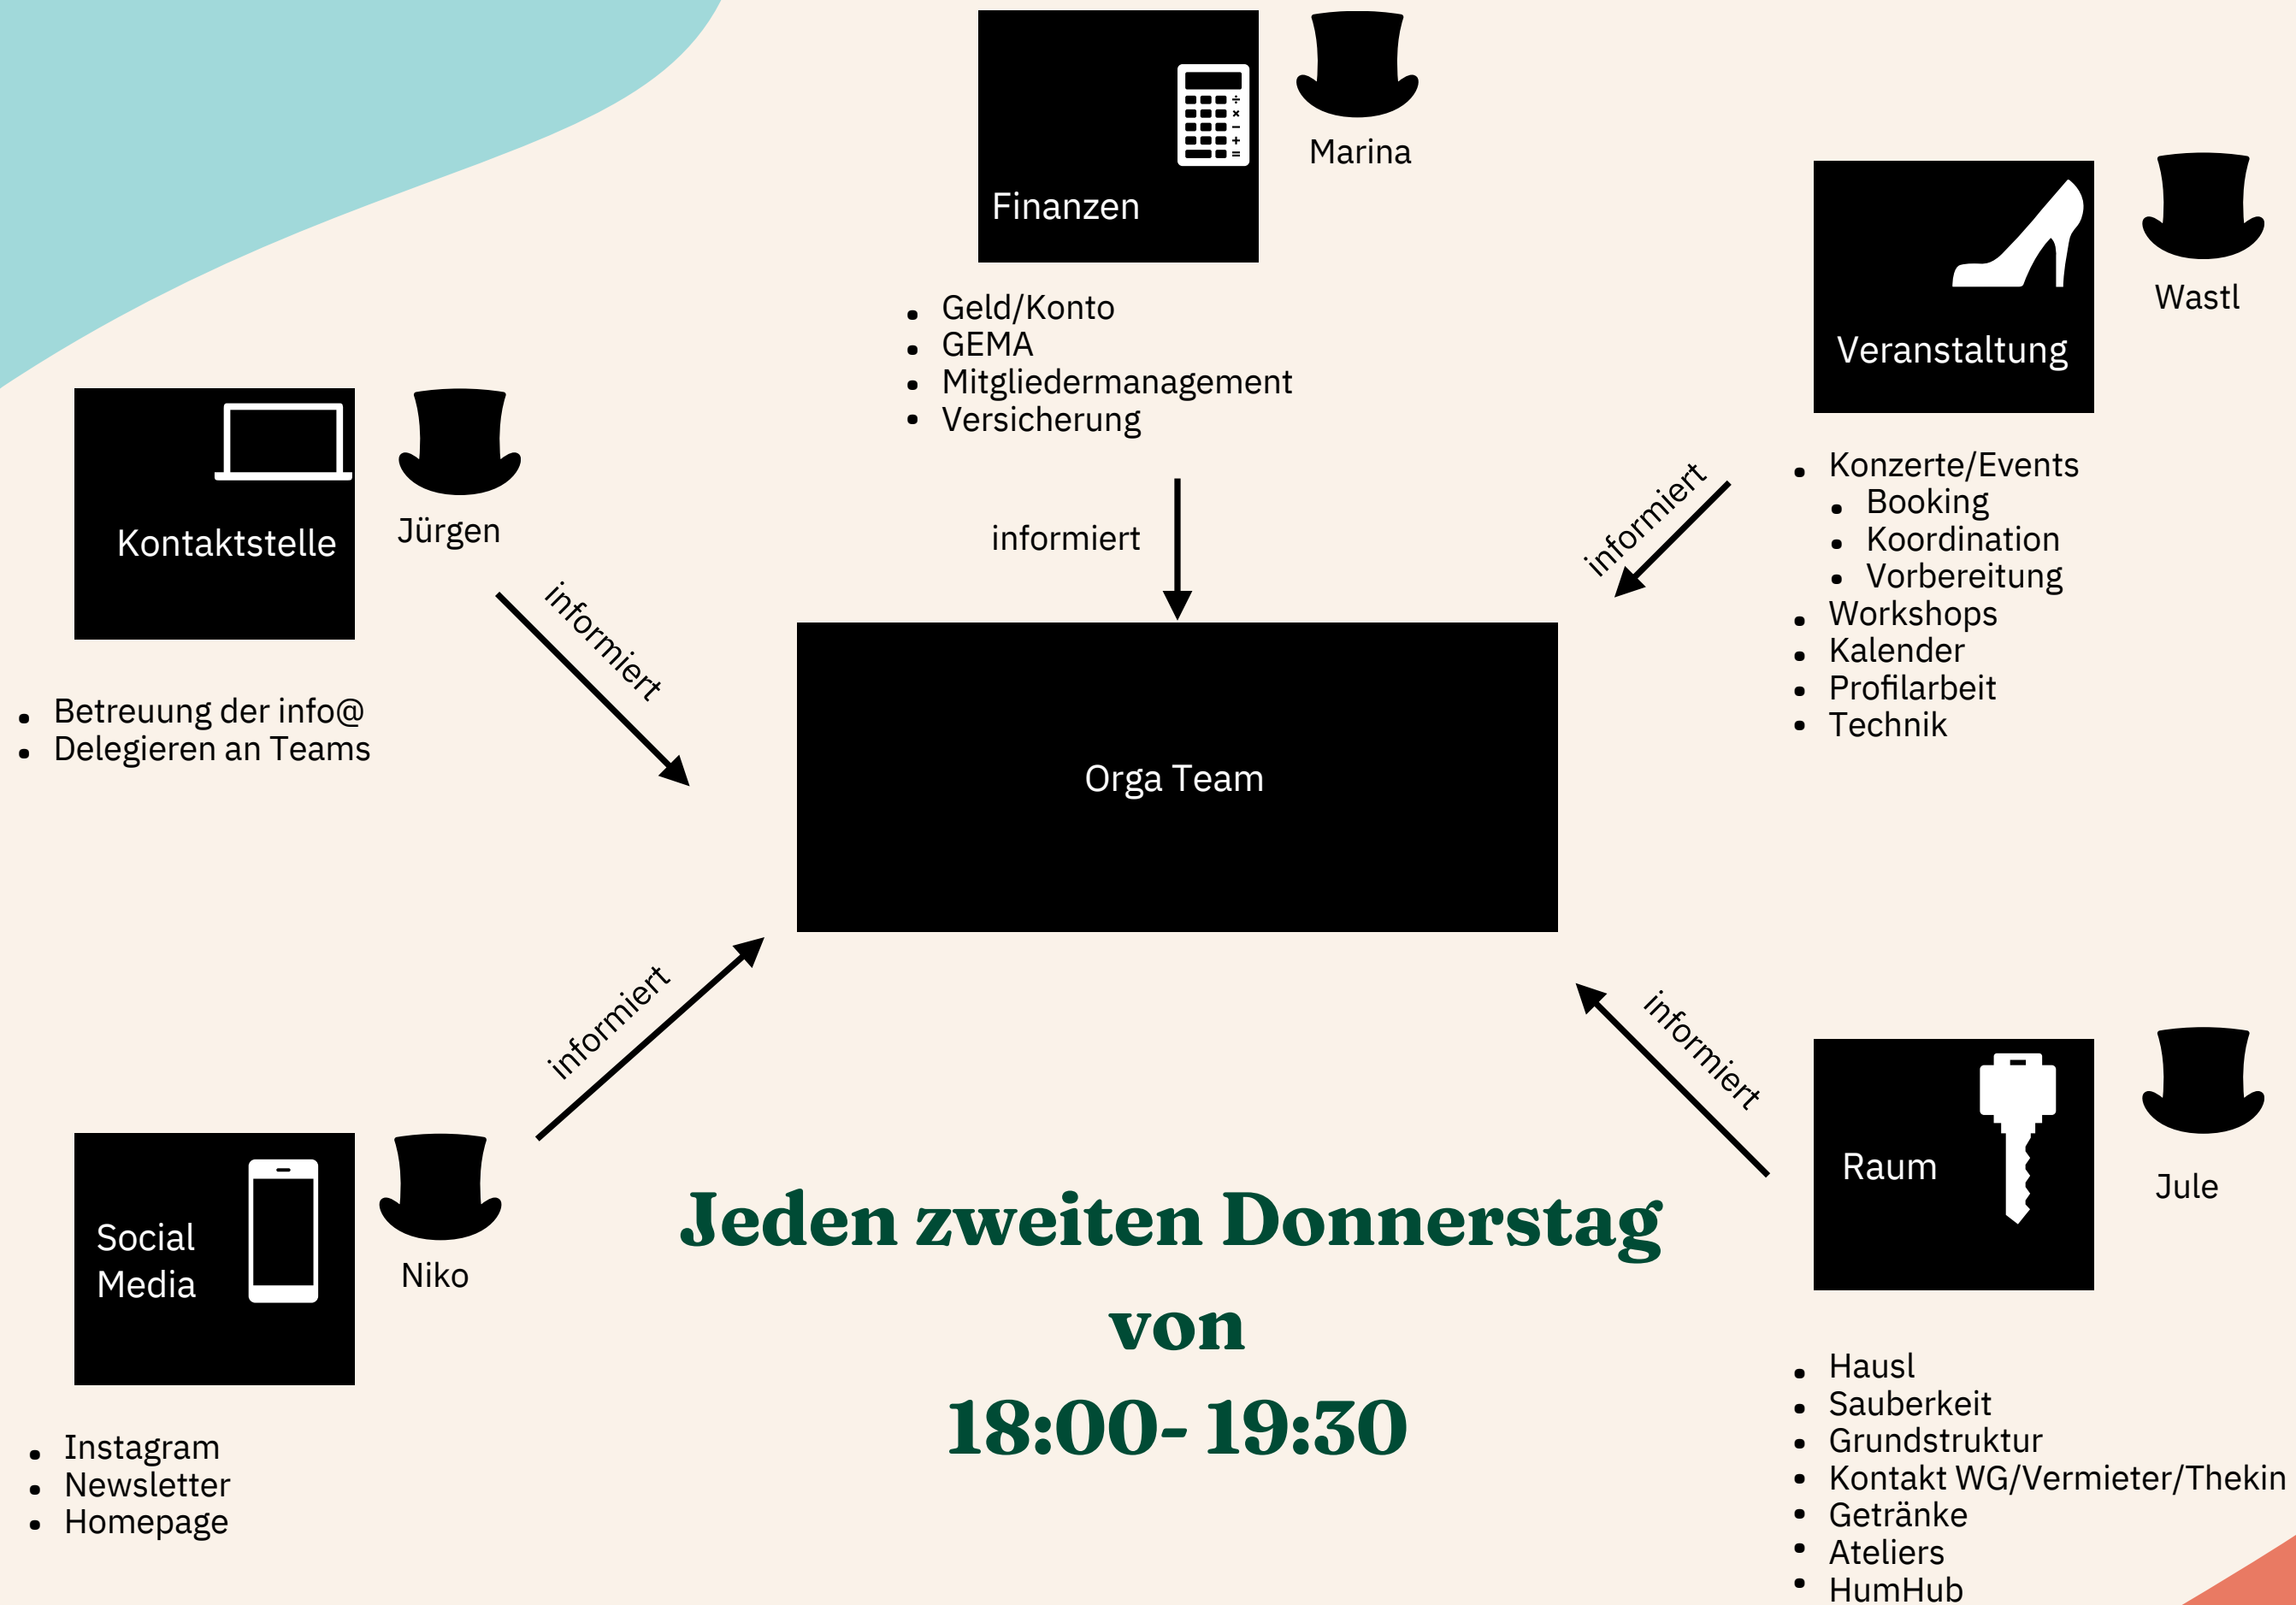 Finanzen
Marina
Geld/Konto
GEMA
Mitgliedermanagement
Versicherung
informiert
Veranstaltung
Wastl
Konzerte/Events
Booking
Koordination
Vorbereitung
Workshops
Kalender
Profilarbeit
Technik
informiert
Kontaktstelle
Jürgen
Betreuung der info@
Delegieren an Teams
informiert
Orga Team
informiert
Social
Media
Niko
Instagram
Newsletter
Homepage
informiert
Raum
Jule
Hausl
Sauberkeit
Grundstruktur
Kontakt WG/Vermieter/Thekin
Getränke
Ateliers
HumHub
Jeden zweiten Donnerstag
von
18:00- 19:30